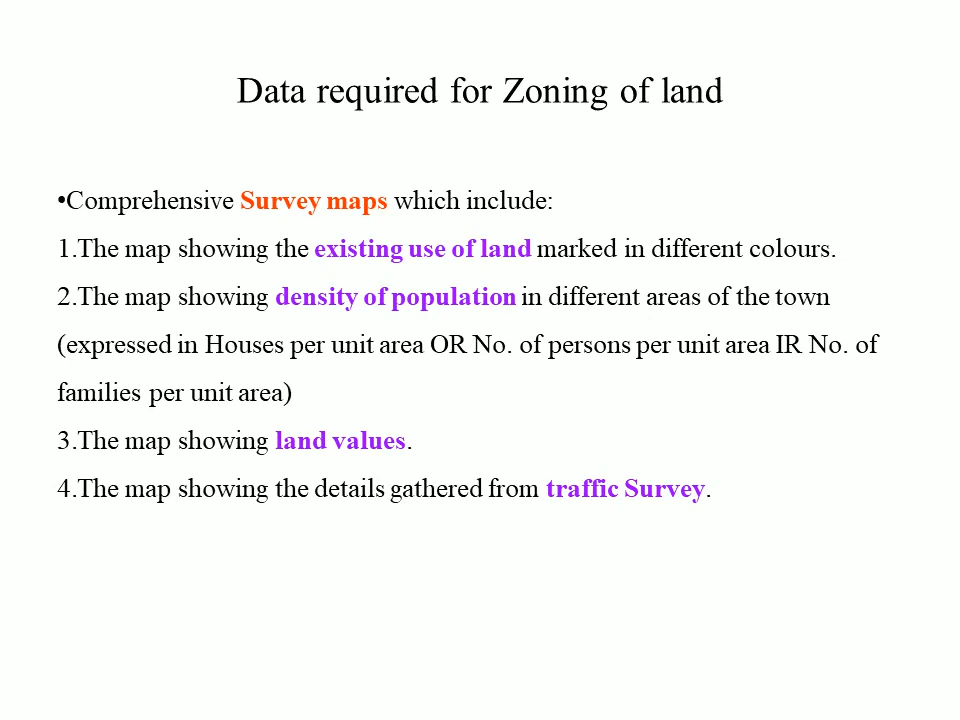 Data required for Zoning of land
•Comprehensive Survey maps which include:
1.The map showing the existing use of land marked in different colours.
2.The map showing density of population in different areas of the town
(expressed in Houses per unit area OR No. of persons per unit area IR No. of
families per unit area)
3.The map showing land values.
4.The map showing the details gathered from traffic Survey.